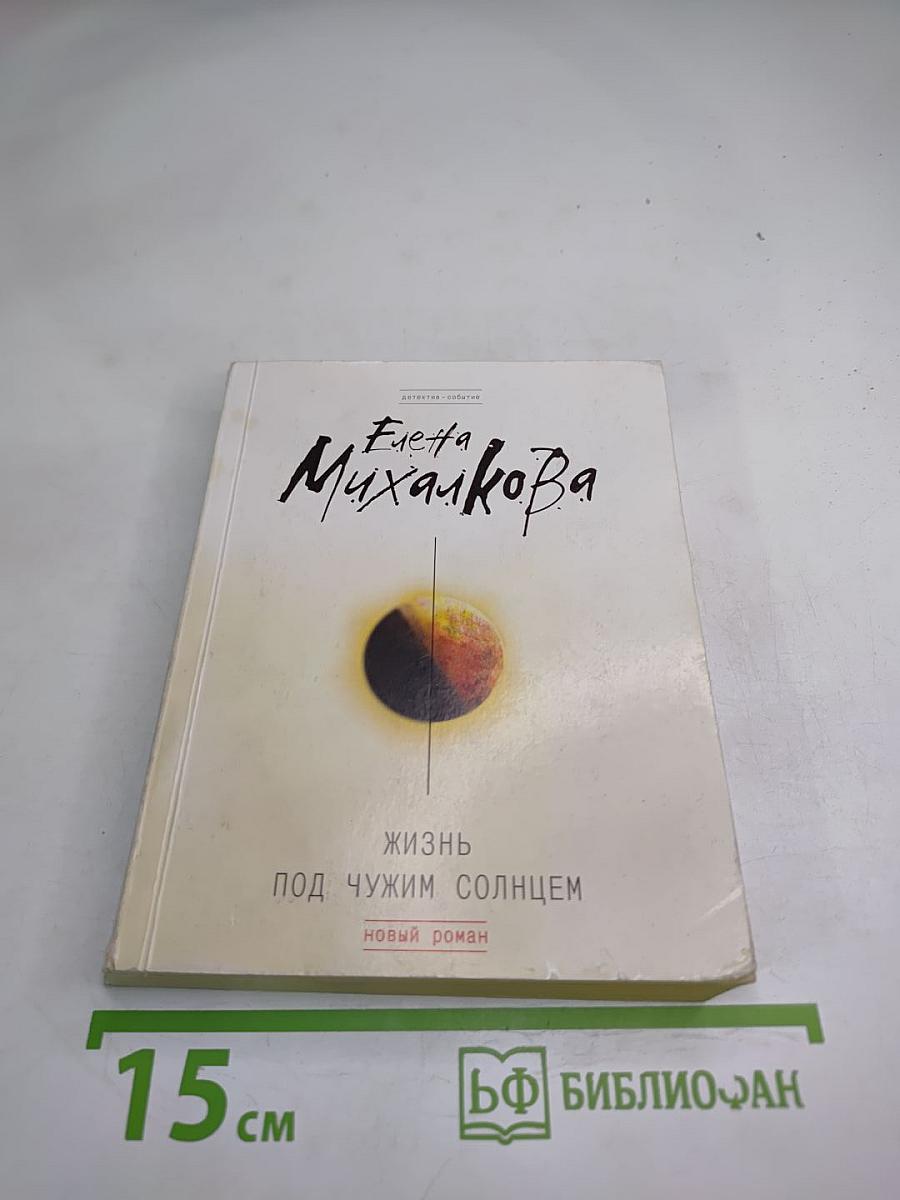 детектив-событие
Елена
Михалкова
ЖИЗНЬ
ПОД ЧУЖИМ СОЛНЦЕМ
новый роман
15 см
БФ БИБЛИОФАН